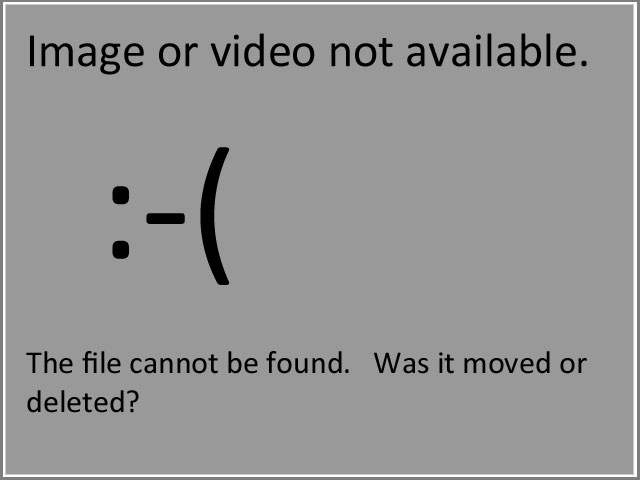 Image or video not available.
:-(
The file cannot be found.   Was it moved or
deleted?